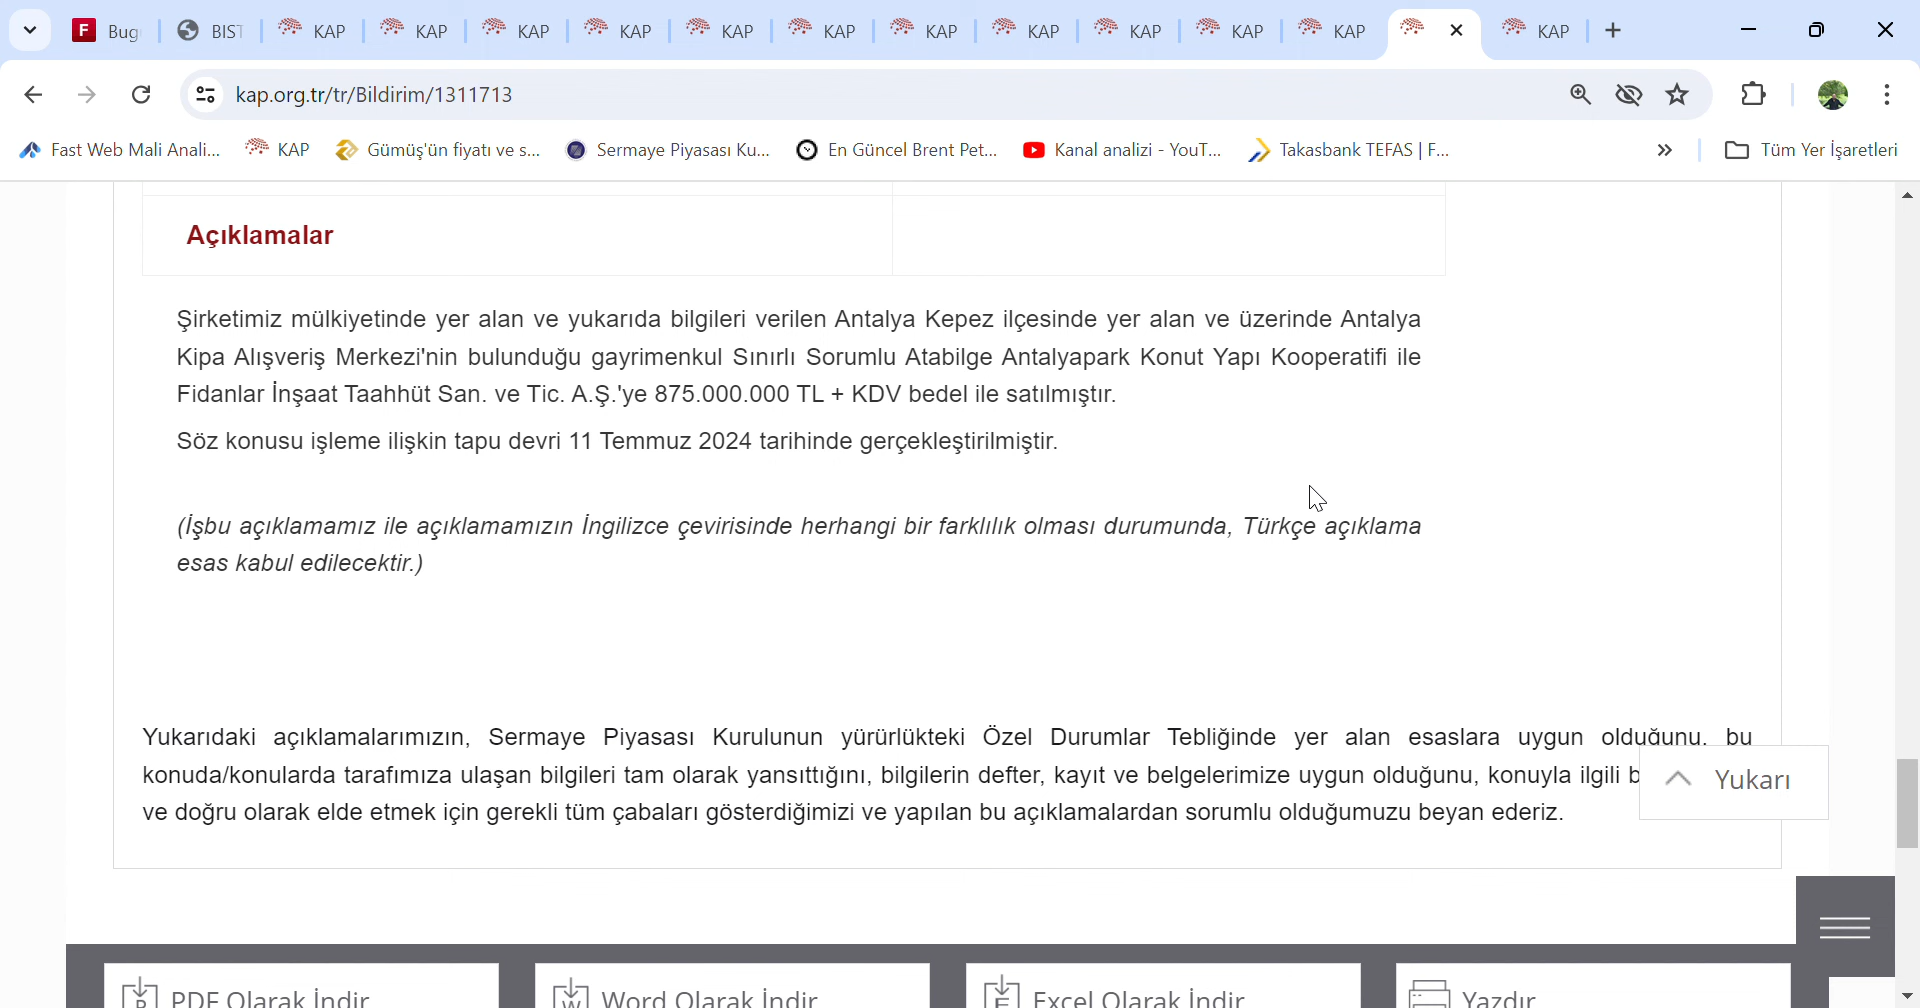 Bug
BIST
KAP
KAP
KAP
KAP
KAP
KAP
KAP
KAP
KAP
KAP
KAP
KAP
kap.org.tr/tr/Bildirim/1311713
Fast Web Mali Anali...
KAP
Gümüş'ün fiyatı ve s...
Sermaye Piyasası Ku...
En Güncel Brent Pet...
Kanal analizi - YouT...
Takasbank TEFAS | F...
Tüm Yer İşaretleri
Açıklamalar
Şirketimiz mülkiyetinde yer alan ve yukarıda bilgileri verilen Antalya Kepez ilçesinde yer alan ve üzerinde Antalya
Kipa Alışveriş Merkezi'nin bulunduğu gayrimenkul Sınırlı Sorumlu Atabilge Antalyapark Konut Yapı Kooperatifi ile
Fidanlar İnşaat Taahhüt San. ve Tic. A.Ş.'ye 875.000.000 TL + KDV bedel ile satılmıştır.
Söz konusu işleme ilişkin tapu devri 11 Temmuz 2024 tarihinde gerçekleştirilmiştir.
(İşbu açıklamamız ile açıklamamızın İngilizce çevirisinde herhangi bir farklılık olması durumunda, Türkçe açıklama
esas kabul edilecektir.)
Yukarıdaki açıklamalarımızın, Sermaye Piyasası Kurulunun yürürlükteki Özel Durumlar Tebliğinde yer alan esaslara uygun olduğunu, bu
konuda/konularda tarafımıza ulaşan bilgileri tam olarak yansıttığını, bilgilerin defter, kayıt ve belgelerimize uygun olduğunu, konuyla ilgili
ve doğru olarak elde etmek için gerekli tüm çabaları gösterdiğimizi ve yapılan bu açıklamalardan sorumlu olduğumuzu beyan ederiz.
Yukarı
PDF Olarak İndir
Word Olarak İndir
Excel Olarak İndir
Yazdır